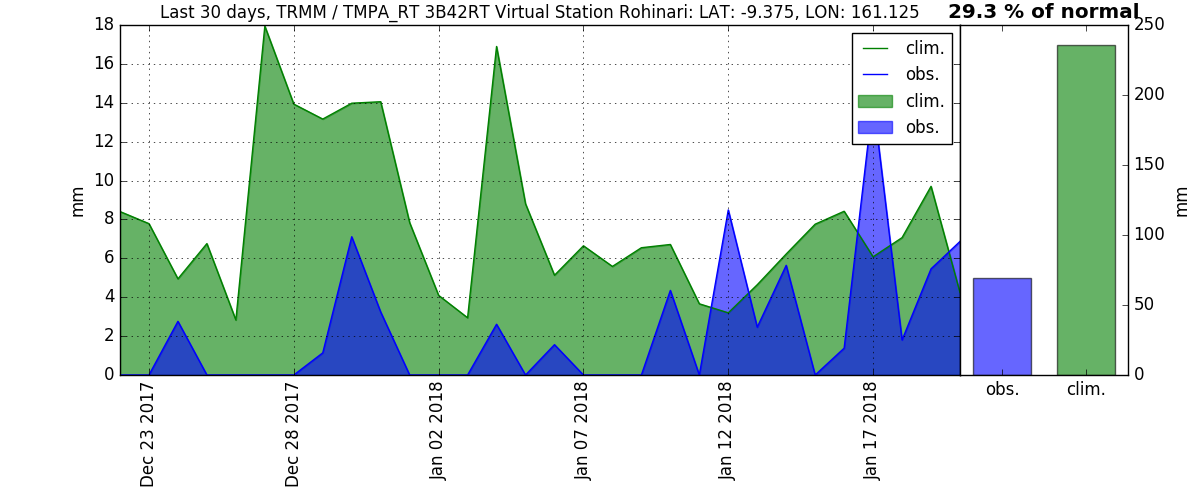 Last 30 days, TRMM / TMPA_RT 3B42RT Virtual Station Rohinari: LAT: -9.375, LON: 161.125
29.3 % of normal
18
16
14
12
10
8
6
4
2
0
mm
clim.
obs.
clim.
obs.
250
200
150
100
50
0
mm
Dec 23 2017
Dec 28 2017
Jan 02 2018
Jan 07 2018
Jan 12 2018
Jan 17 2018
obs.
clim.